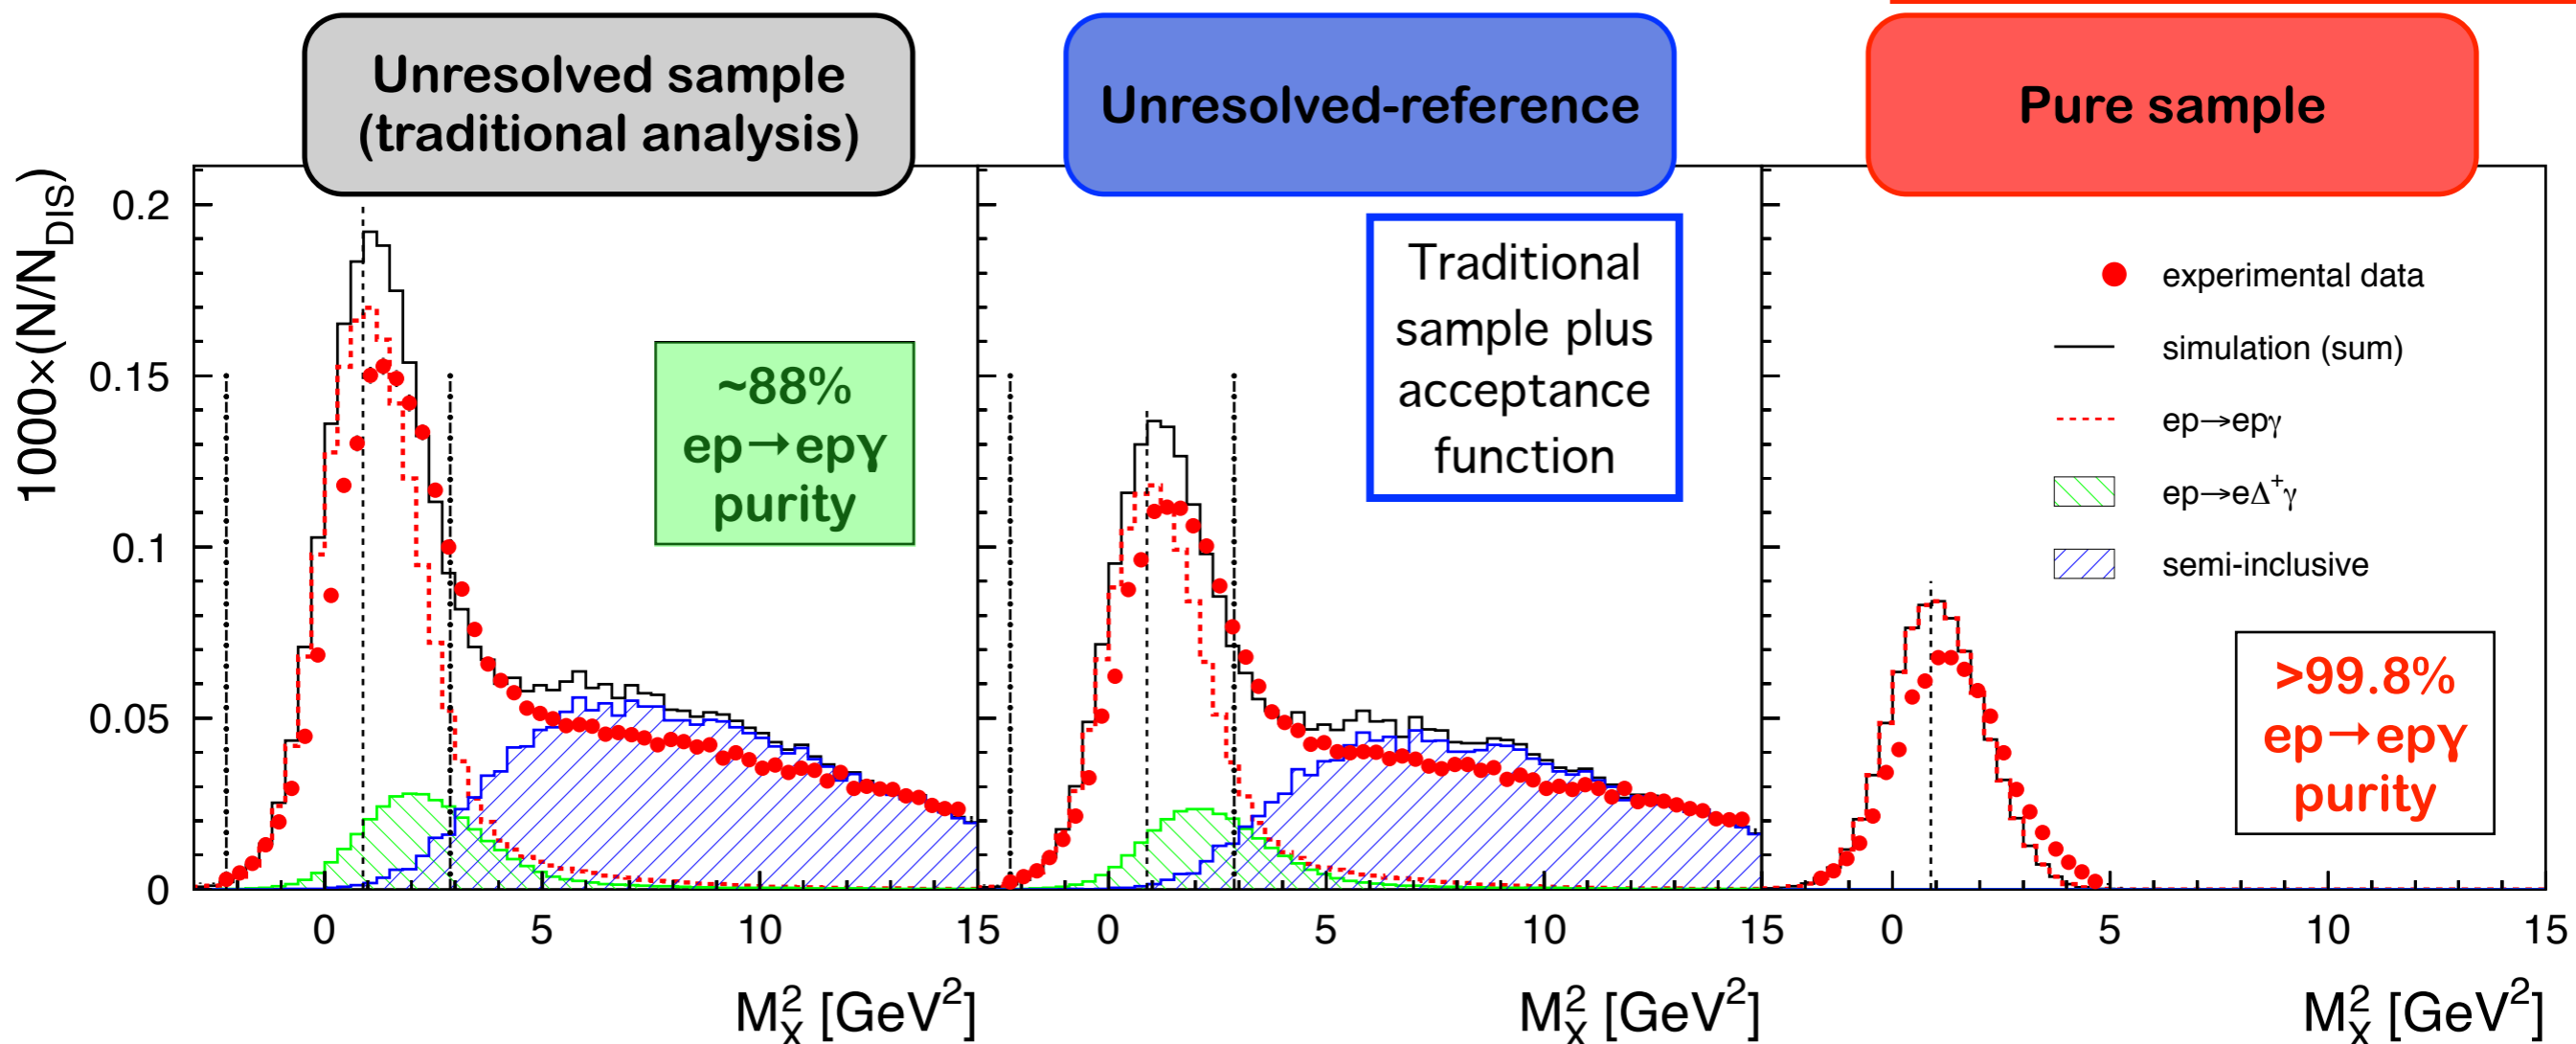 Unresolved sample
(traditional analysis)
Unresolved-reference
Pure sample
1000×(N/N_DIS)
0.2
0.15
0.1
0.05
0
~88%
ep→epγ
purity
Traditional
sample plus
acceptance
function
experimental data
simulation (sum)
ep→epγ
ep→eΔ⁺γ
semi-inclusive
>99.8%
ep→epγ
purity
0 5 10 15
0 5 10 15
0 5 10 15
M_X² [GeV²]
M_X² [GeV²]
M_X² [GeV²]